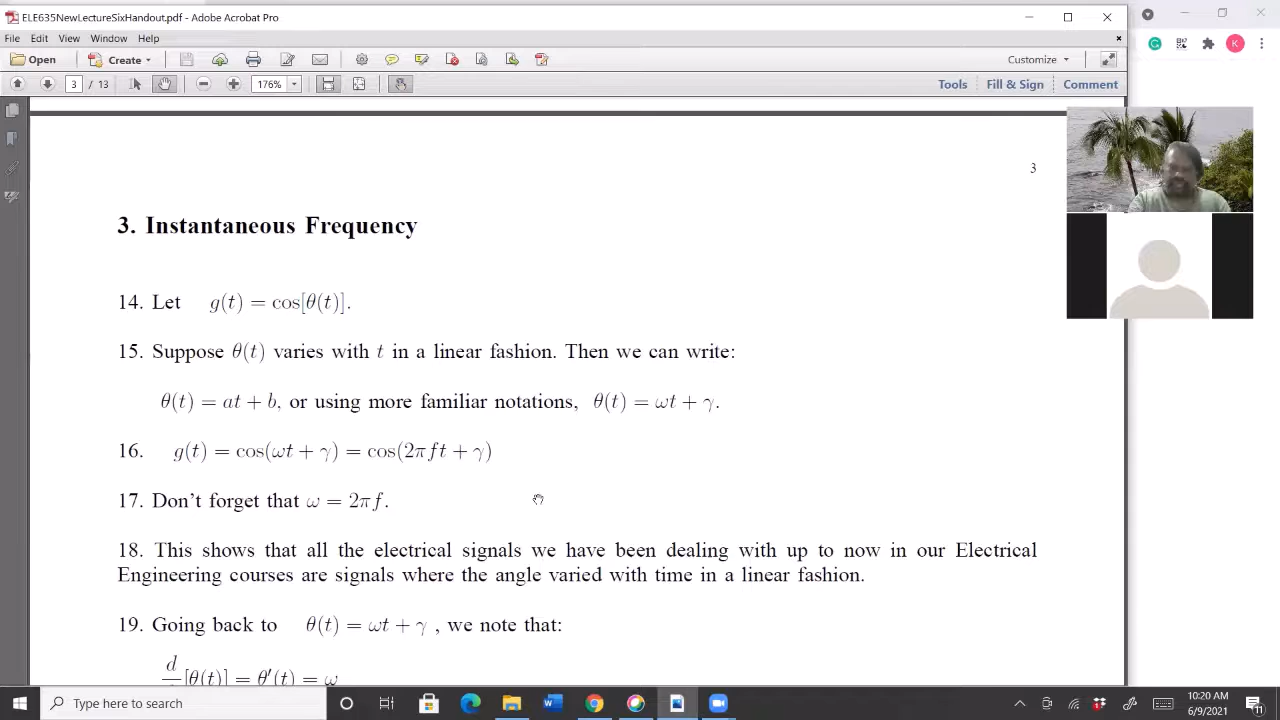 ELE635NewLectureSixHandout.pdf - Adobe Acrobat Pro
File Edit View Window Help
Open Create Customize
3 / 13 176% Tools Fill & Sign Comment
K
3
3. Instantaneous Frequency
14. Let g(t) = cos[θ(t)].
15. Suppose θ(t) varies with t in a linear fashion. Then we can write:
θ(t) = at + b, or using more familiar notations, θ(t) = ωt + γ.
16. g(t) = cos(ωt + γ) = cos(2πft + γ)
17. Don't forget that ω = 2πf.
18. This shows that all the electrical signals we have been dealing with up to now in our Electrical
Engineering courses are signals where the angle varied with time in a linear fashion.
19. Going back to θ(t) = ωt + γ , we note that:
d
[θ(t)] = θ′(t) = ω
Type here to search
10:20 AM
6/9/2021
11